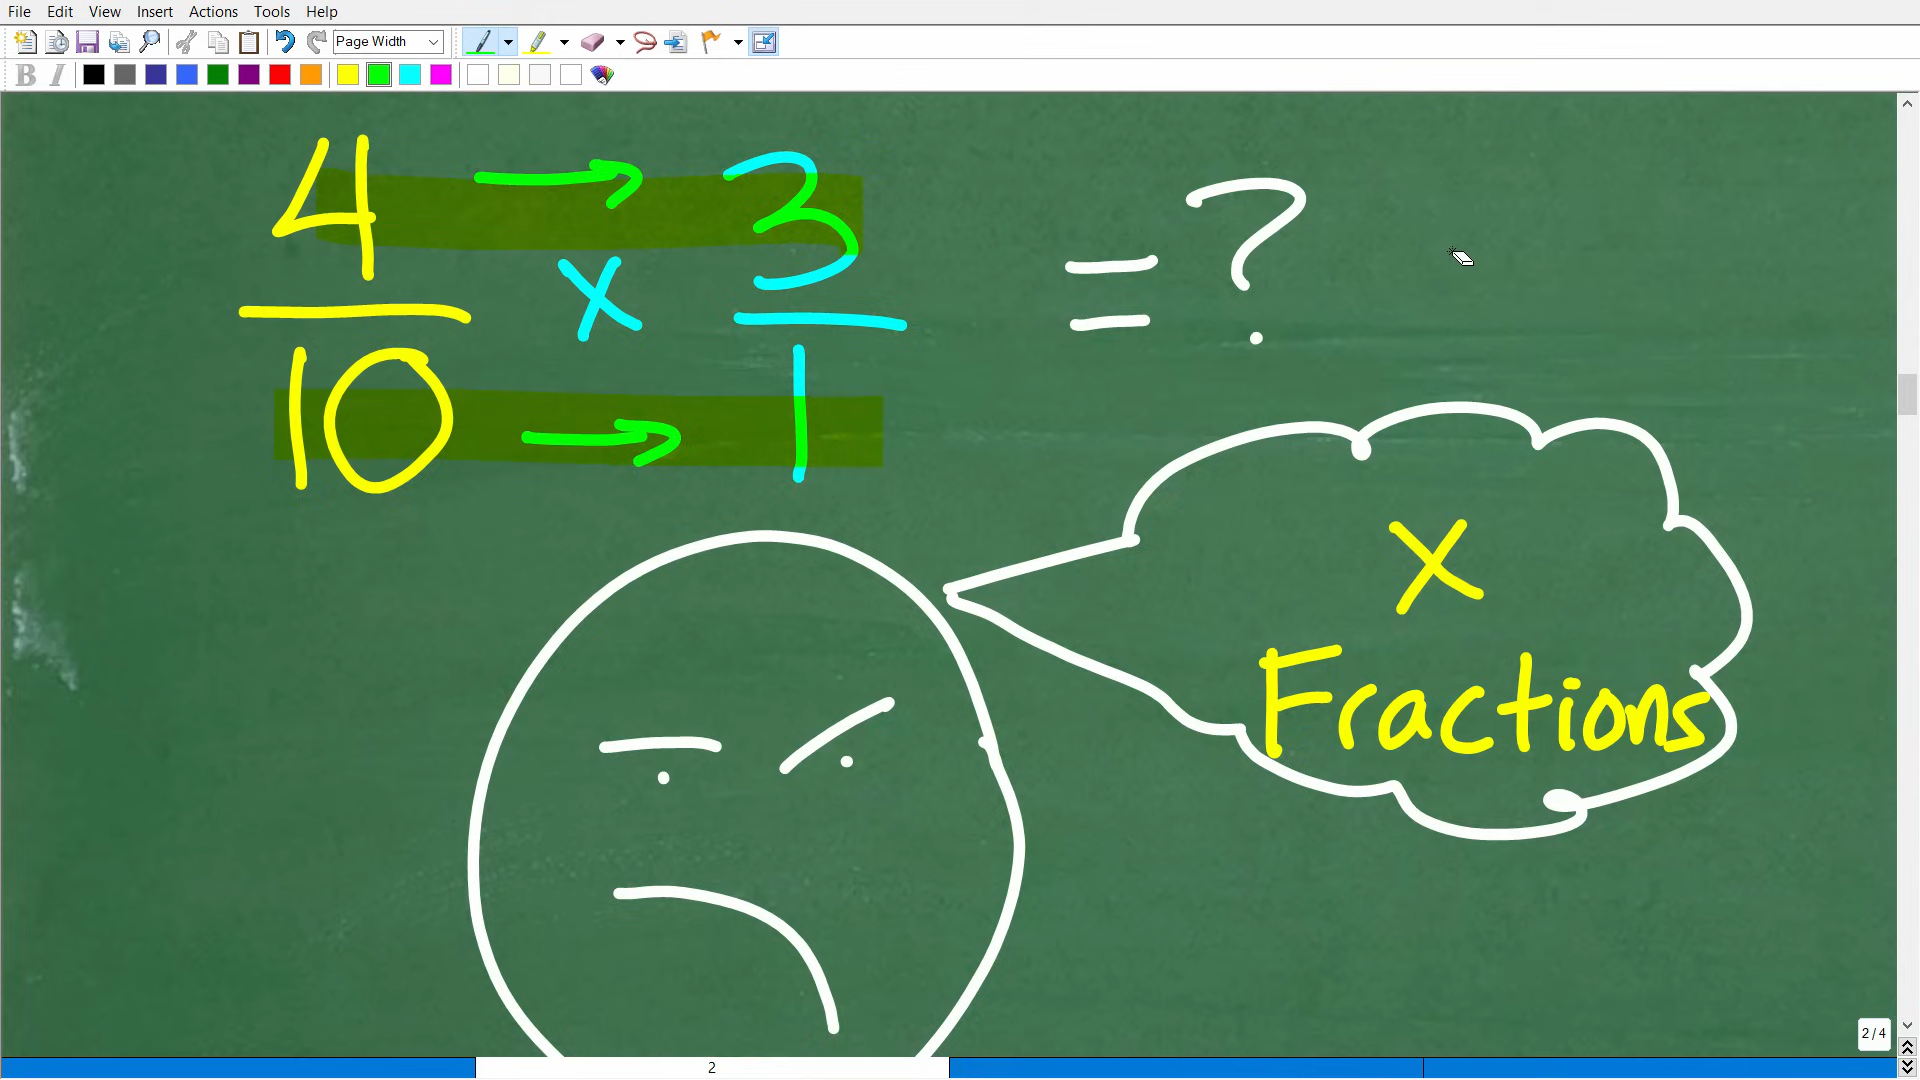 File Edit View Insert Actions Tools Help
Page Width
B I
4 → 3
x = ?
10 → 1
x
Fractions
2 / 4
2